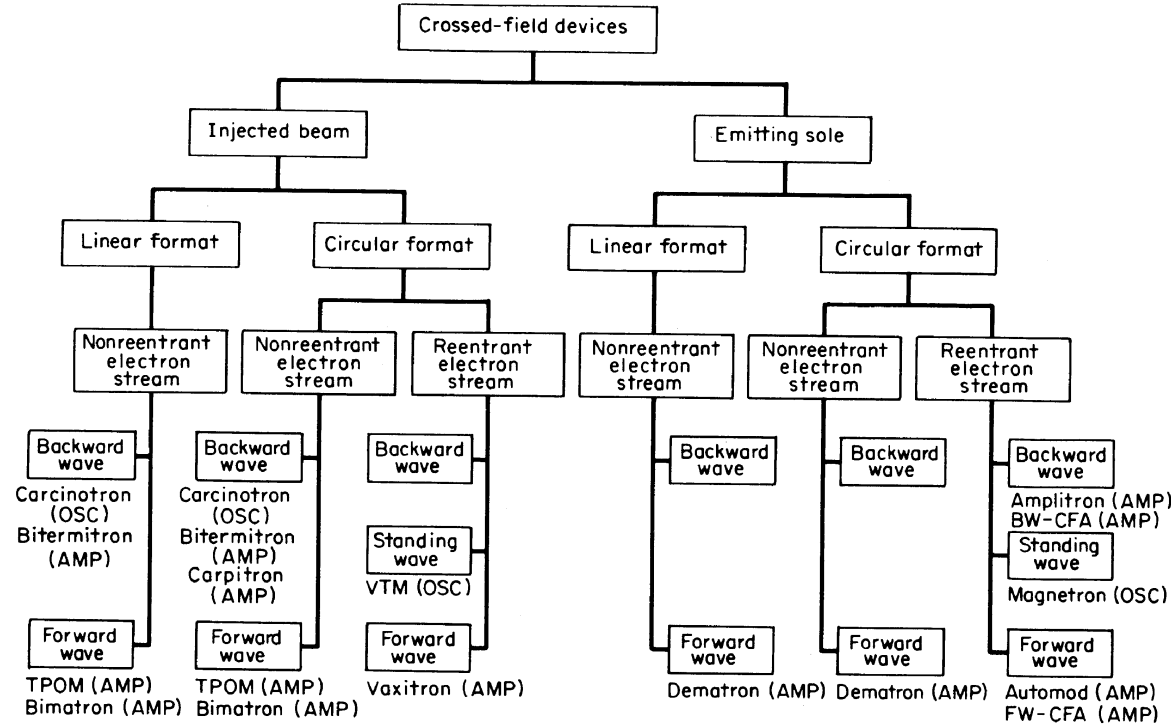 Crossed-field devices
Injected beam
Emitting sole
Linear format
Circular format
Linear format
Circular format
Nonreentrant
electron
stream
Nonreentrant
electron
stream
Reentrant
electron
stream
Nonreentrant
electron
stream
Nonreentrant
electron
stream
Reentrant
electron
stream
Backward
wave
Carcinotron
(OSC)
Bitermitron
(AMP)
Forward
wave
TPOM (AMP)
Bimatron (AMP)
Backward
wave
Carcinotron
(OSC)
Bitermitron
(AMP)
Carpitron
(AMP)
Forward
wave
TPOM (AMP)
Bimatron (AMP)
Backward
wave
Standing
wave
VTM (OSC)
Forward
wave
Vaxitron (AMP)
Backward
wave
Forward
wave
Dematron (AMP)
Backward
wave
Forward
wave
Dematron (AMP)
Backward
wave
Amplitron (AMP)
BW-CFA (AMP)
Standing
wave
Magnetron (OSC)
Forward
wave
Automod (AMP)
FW-CFA (AMP)